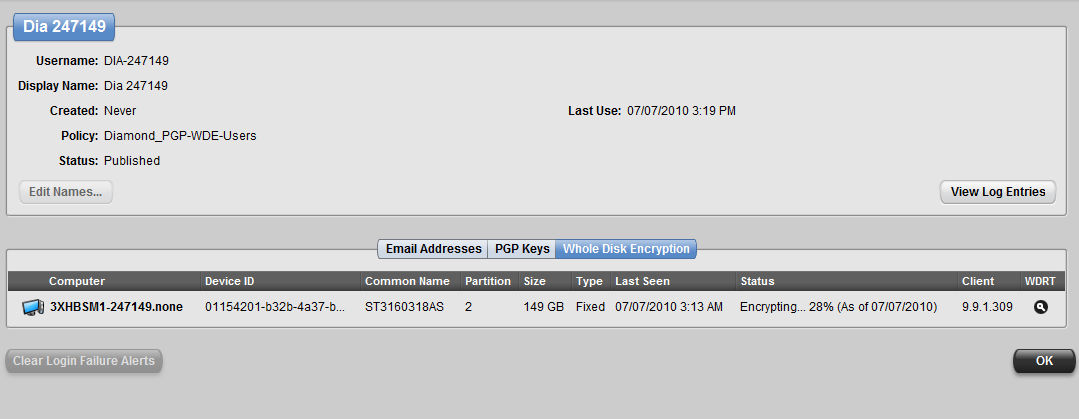 Dia 247149
Username: DIA-247149
Display Name: Dia 247149
Created: Never Last Use: 07/07/2010 3:19 PM
Policy: Diamond_PGP-WDE-Users
Status: Published
Edit Names... View Log Entries
Email Addresses PGP Keys Whole Disk Encryption
Computer Device ID Common Name Partition Size Type Last Seen Status Client WDRT
3XHBSM1-247149.none 01154201-b32b-4a37-b... ST3160318AS 2 149 GB Fixed 07/07/2010 3:13 AM Encrypting... 28% (As of 07/07/2010) 9.9.1.309
Clear Login Failure Alerts OK